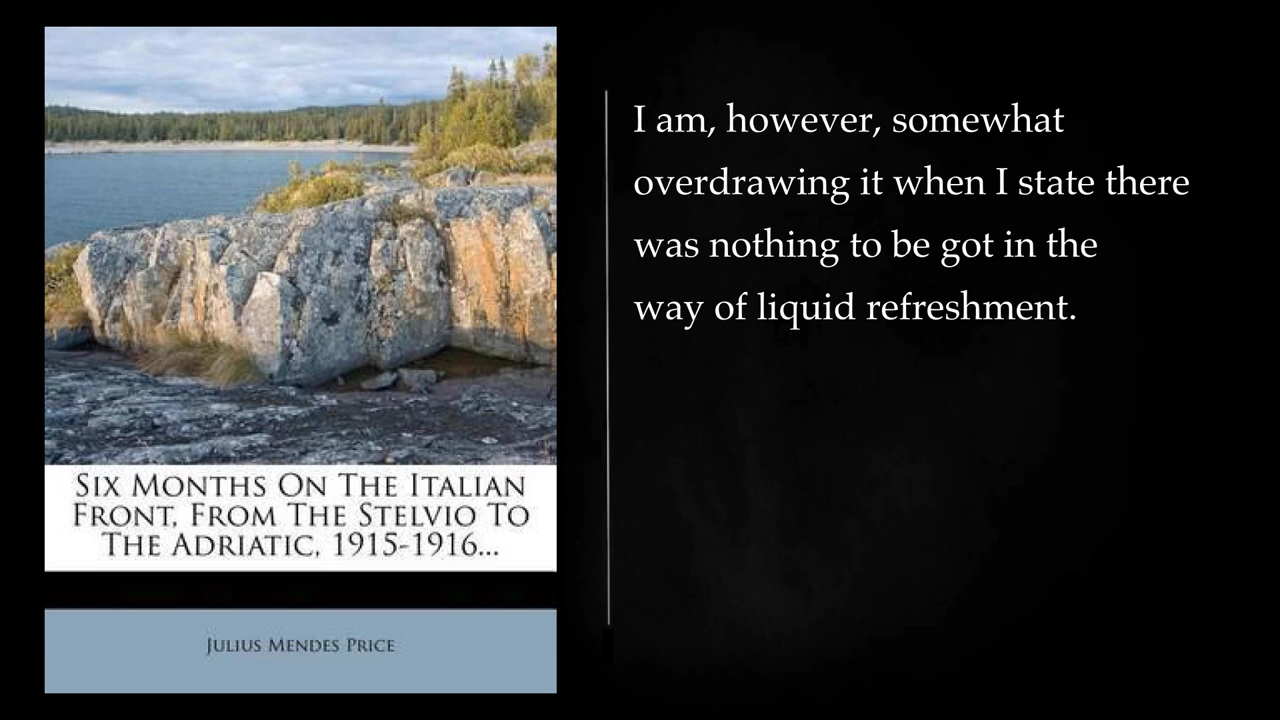 I am, however, somewhat
overdrawing it when I state there
was nothing to be got in the
way of liquid refreshment.
Six Months On The Italian
Front, From The Stelvio To
The Adriatic, 1915-1916...
Julius Mendes Price